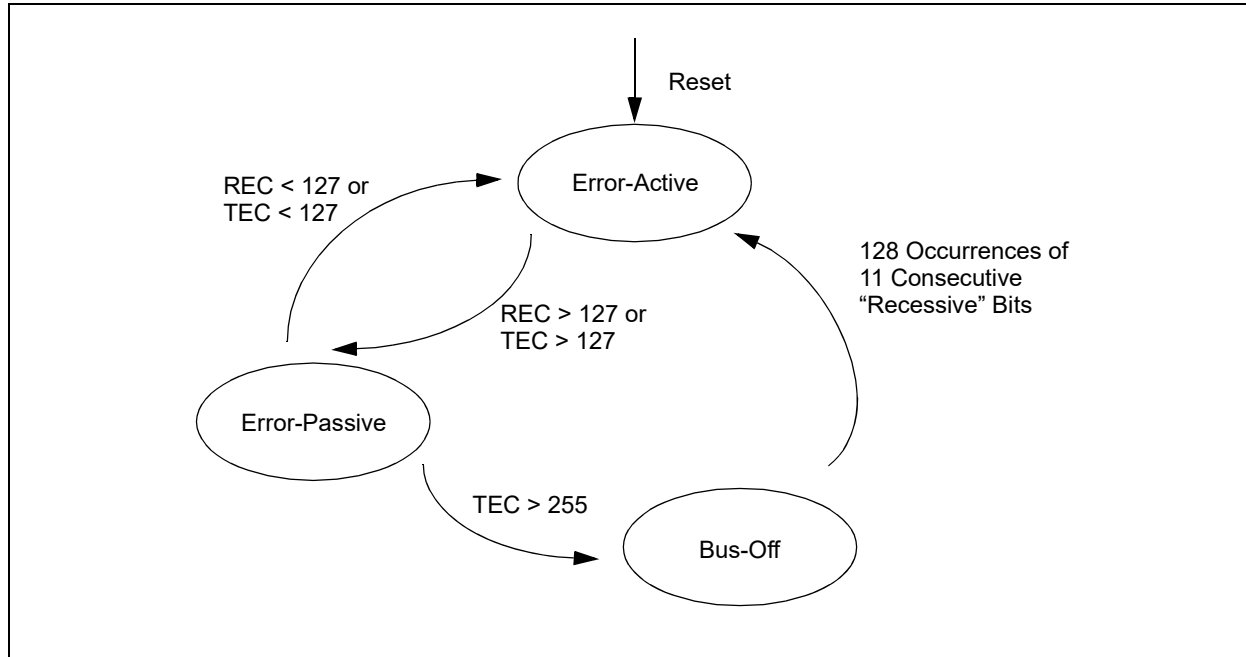 Reset
Error-Active
REC < 127 or
TEC < 127
128 Occurrences of
11 Consecutive
“Recessive” Bits
REC > 127 or
TEC > 127
Error-Passive
TEC > 255
Bus-Off